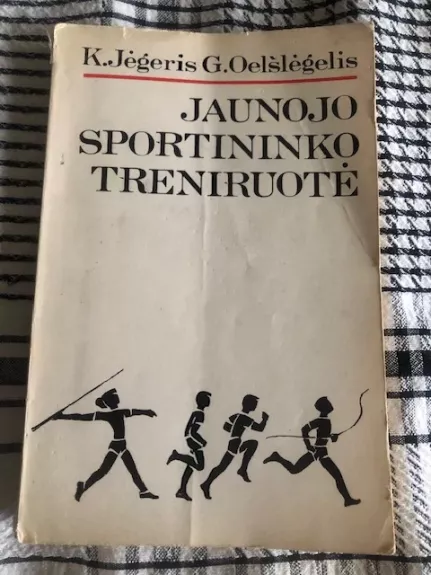 K.Jėgeris G.Oelšlėgelis
JAUNOJO
SPORTININKO
TRENIRUOTĖ